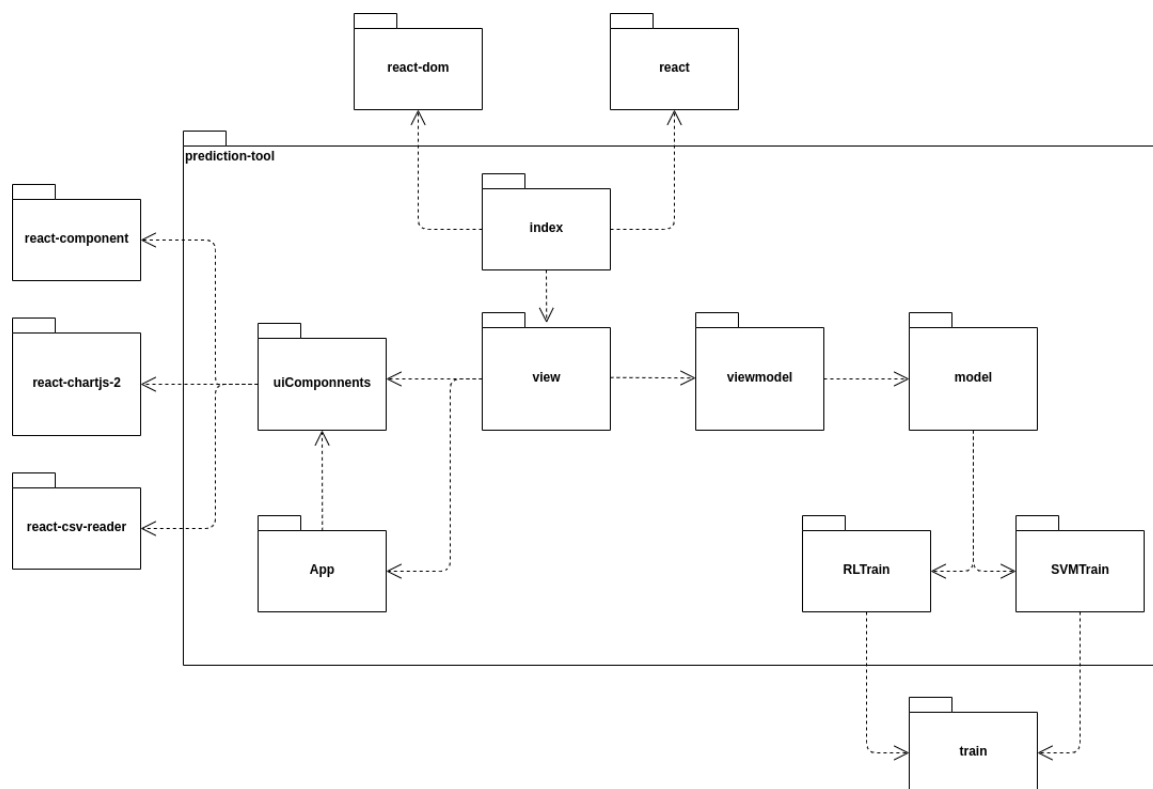 react-dom
react
prediction-tool
react-component
index
react-chartjs-2
uiComponnents
view
viewmodel
model
react-csv-reader
App
RLTrain
SVMTrain
train